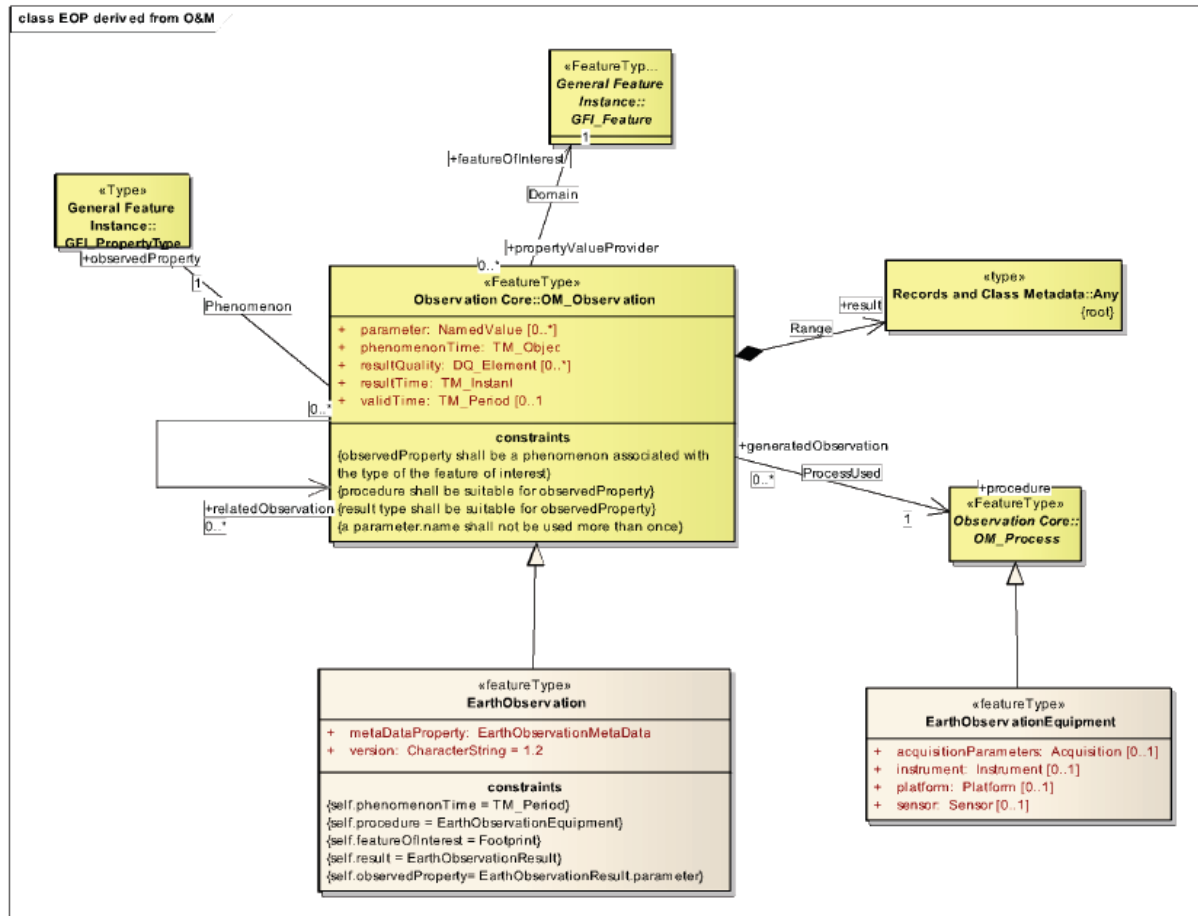 class EOP derived from O&M
«FeatureTyp...
General Feature
Instance::
GFI_Feature
1
+featureOfInterest
Domain
+propertyValueProvider
0..*
«Type»
General Feature
Instance::
GFI_PropertyType
+observedProperty
1
Phenomenon
0..*
«FeatureType»
Observation Core::OM_Observation
+ parameter: NamedValue [0..*]
+ phenomenonTime: TM_Objec
+ resultQuality: DQ_Element [0..*]
+ resultTime: TM_Instant
+ validTime: TM_Period [0..1
constraints
{observedProperty shall be a phenomenon associated with
the type of the feature of interest}
{procedure shall be suitable for observedProperty}
{result type shall be suitable for observedProperty}
{a parameter.name shall not be used more than once}
+relatedObservation
0..*
«type»
Records and Class Metadata::Any
{root}
+result
Range
+generatedObservation
0..*
ProcessUsed
+procedure
1
«FeatureType»
Observation Core::
OM_Process
«featureType»
EarthObservation
+ metaDataProperty: EarthObservationMetaData
+ version: CharacterString = 1.2
constraints
{self.phenomenonTime = TM_Period}
{self.procedure = EarthObservationEquipment}
{self.featureOfInterest = Footprint}
{self.result = EarthObservationResult}
{self.observedProperty= EarthObservationResult.parameter}
«featureType»
EarthObservationEquipment
+ acquisitionParameters: Acquisition [0..1]
+ instrument: Instrument [0..1]
+ platform: Platform [0..1]
+ sensor: Sensor [0..1]